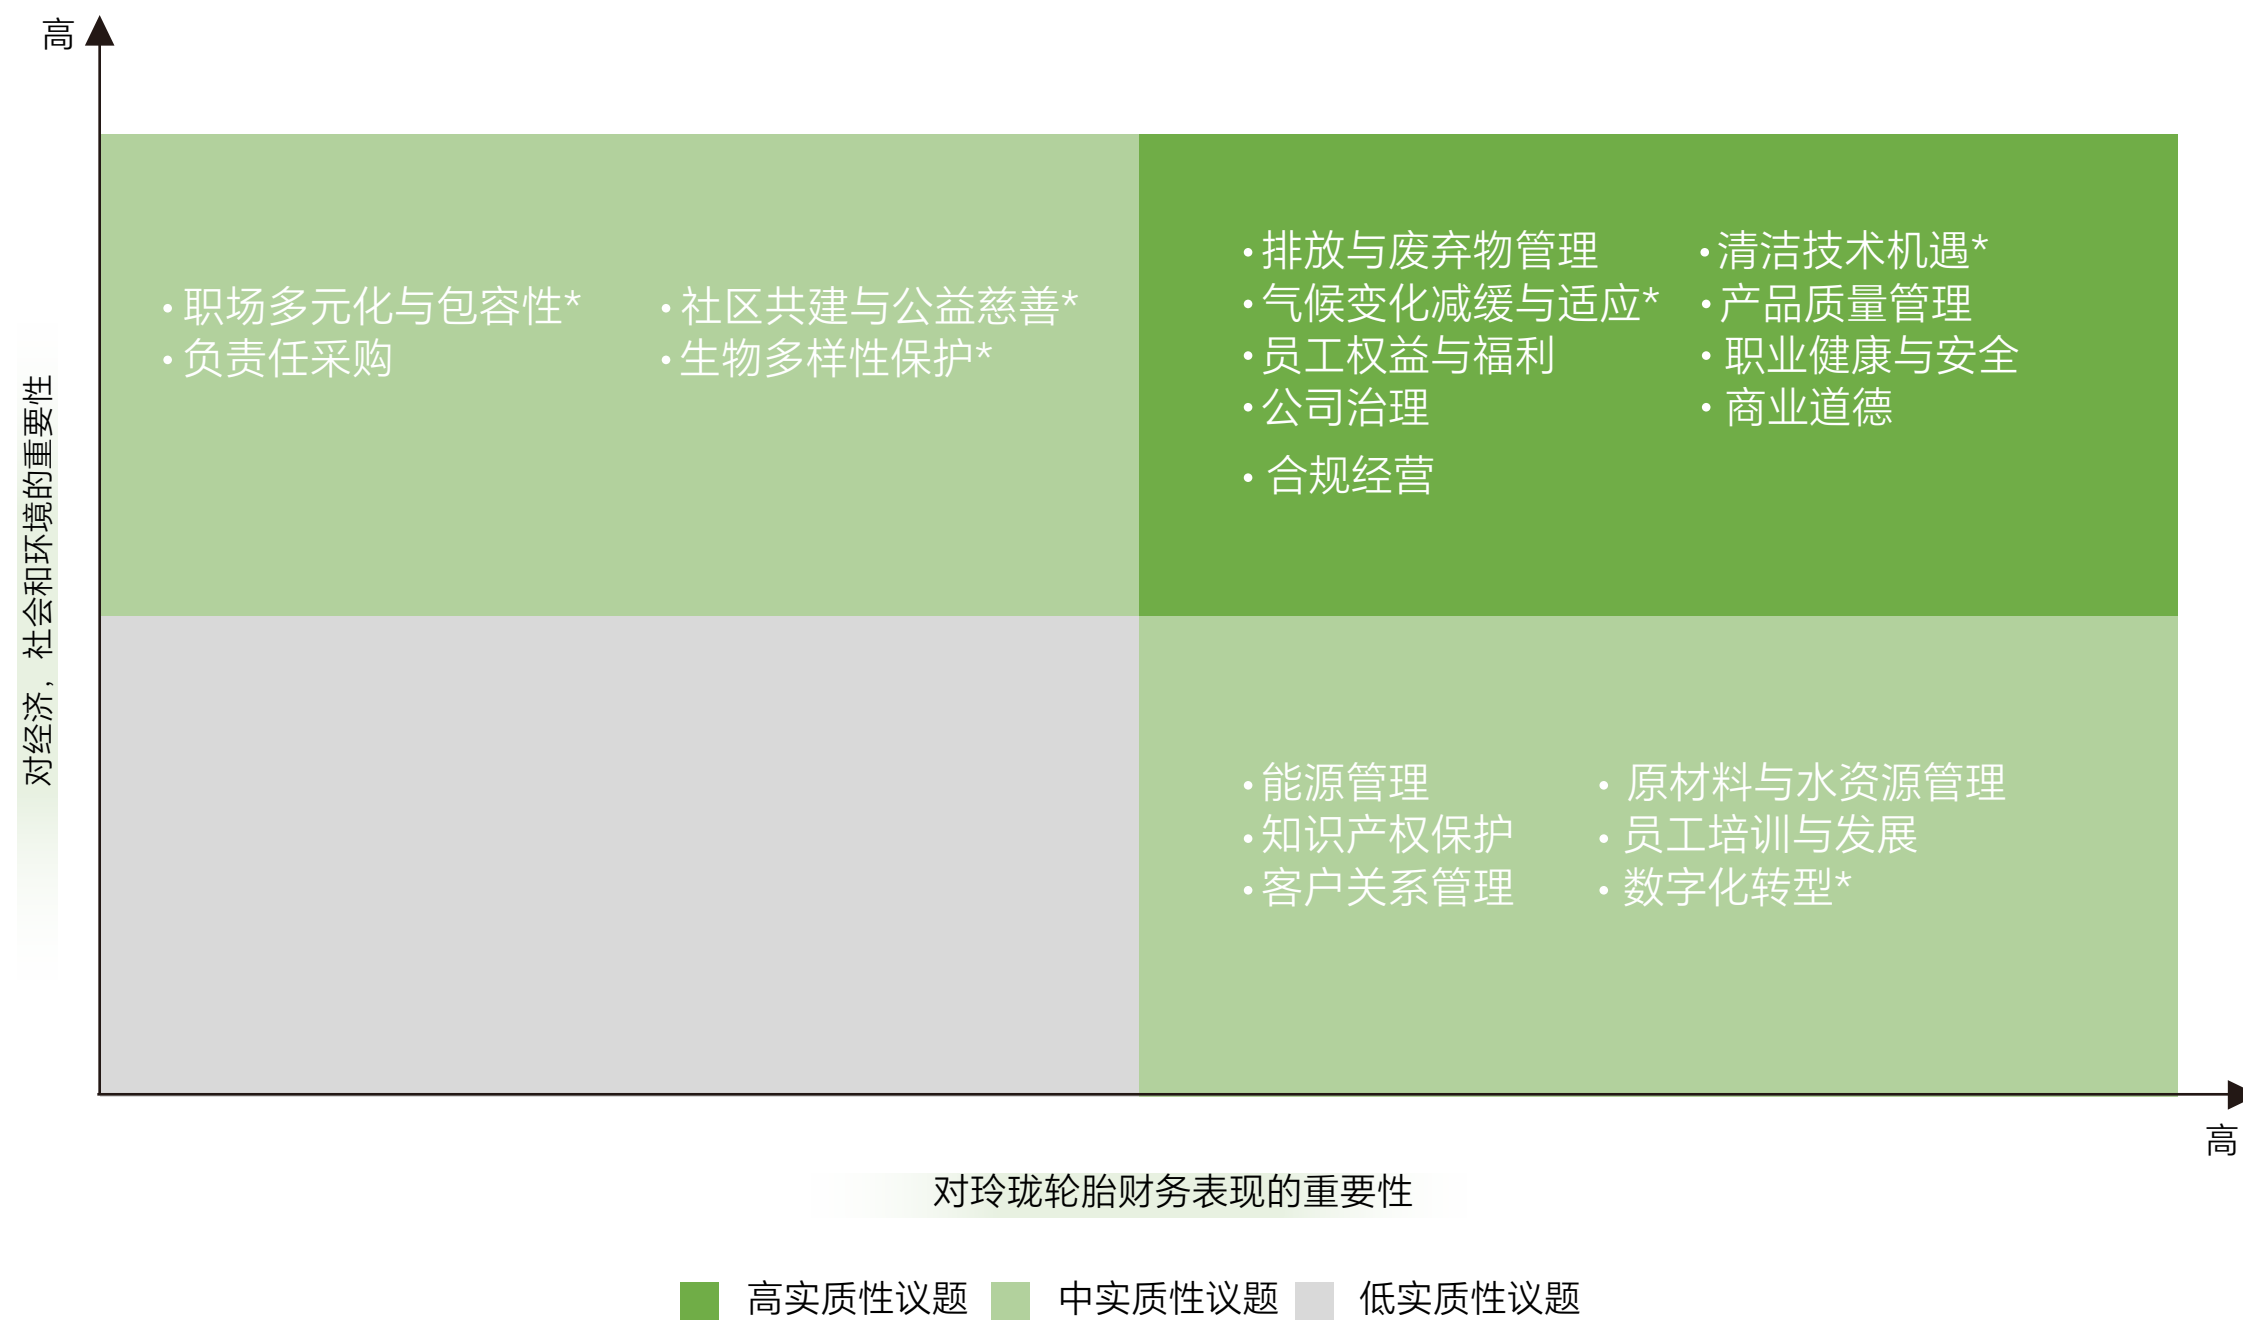 高
对经济，社会和环境的重要性
• 职场多元化与包容性*
• 负责任采购
• 社区共建与公益慈善*
• 生物多样性保护*
• 排放与废弃物管理
• 气候变化减缓与适应*
• 员工权益与福利
• 公司治理
• 合规经营
• 清洁技术机遇*
• 产品质量管理
• 职业健康与安全
• 商业道德
• 能源管理
• 知识产权保护
• 客户关系管理
• 原材料与水资源管理
• 员工培训与发展
• 数字化转型*
高
对玲珑轮胎财务表现的重要性
高实质性议题
中实质性议题
低实质性议题